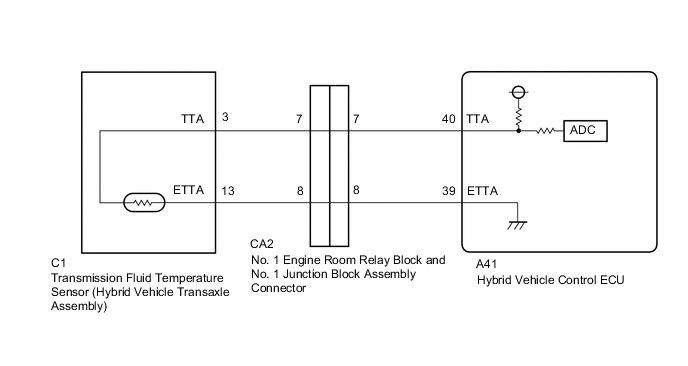 TTA 3 7 7 40 TTA
ADC
ETTA 13 8 8 39 ETTA
C1
Transmission Fluid Temperature
Sensor (Hybrid Vehicle Transaxle
Assembly)
CA2
No. 1 Engine Room Relay Block and
No. 1 Junction Block Assembly
Connector
A41
Hybrid Vehicle Control ECU